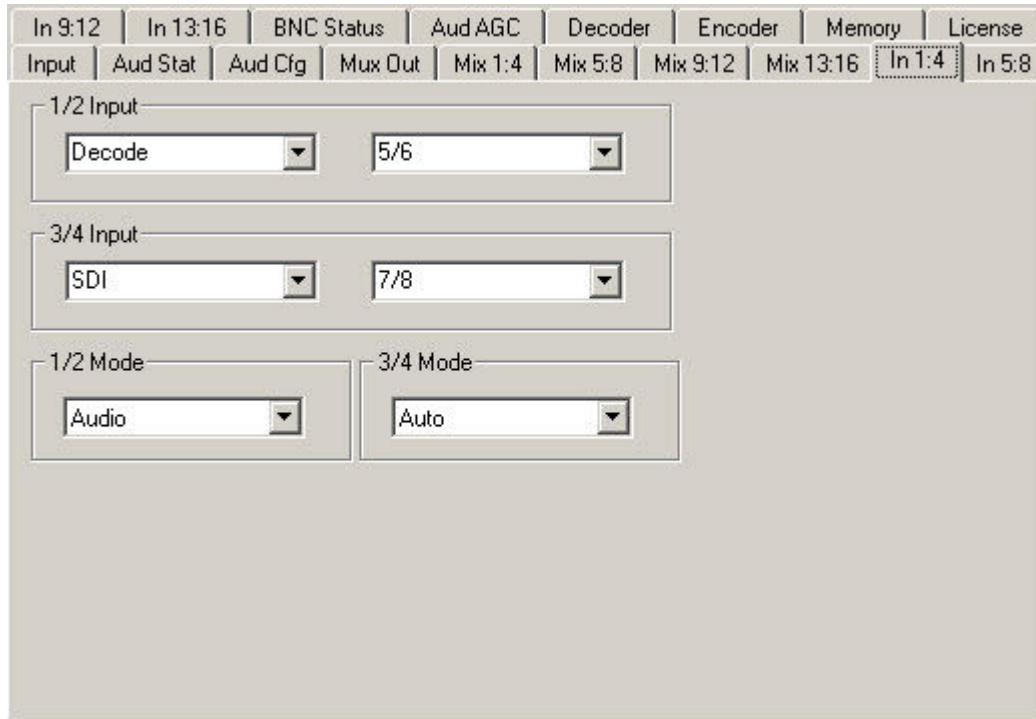 In 9:12 In 13:16 BNC Status Aud AGC Decoder Encoder Memory License
Input Aud Stat Aud Cfg Mux Out Mix 1:4 Mix 5:8 Mix 9:12 Mix 13:16 In 1:4 In 5:8
1/2 Input
Decode 5/6
3/4 Input
SDI 7/8
1/2 Mode 3/4 Mode
Audio Auto